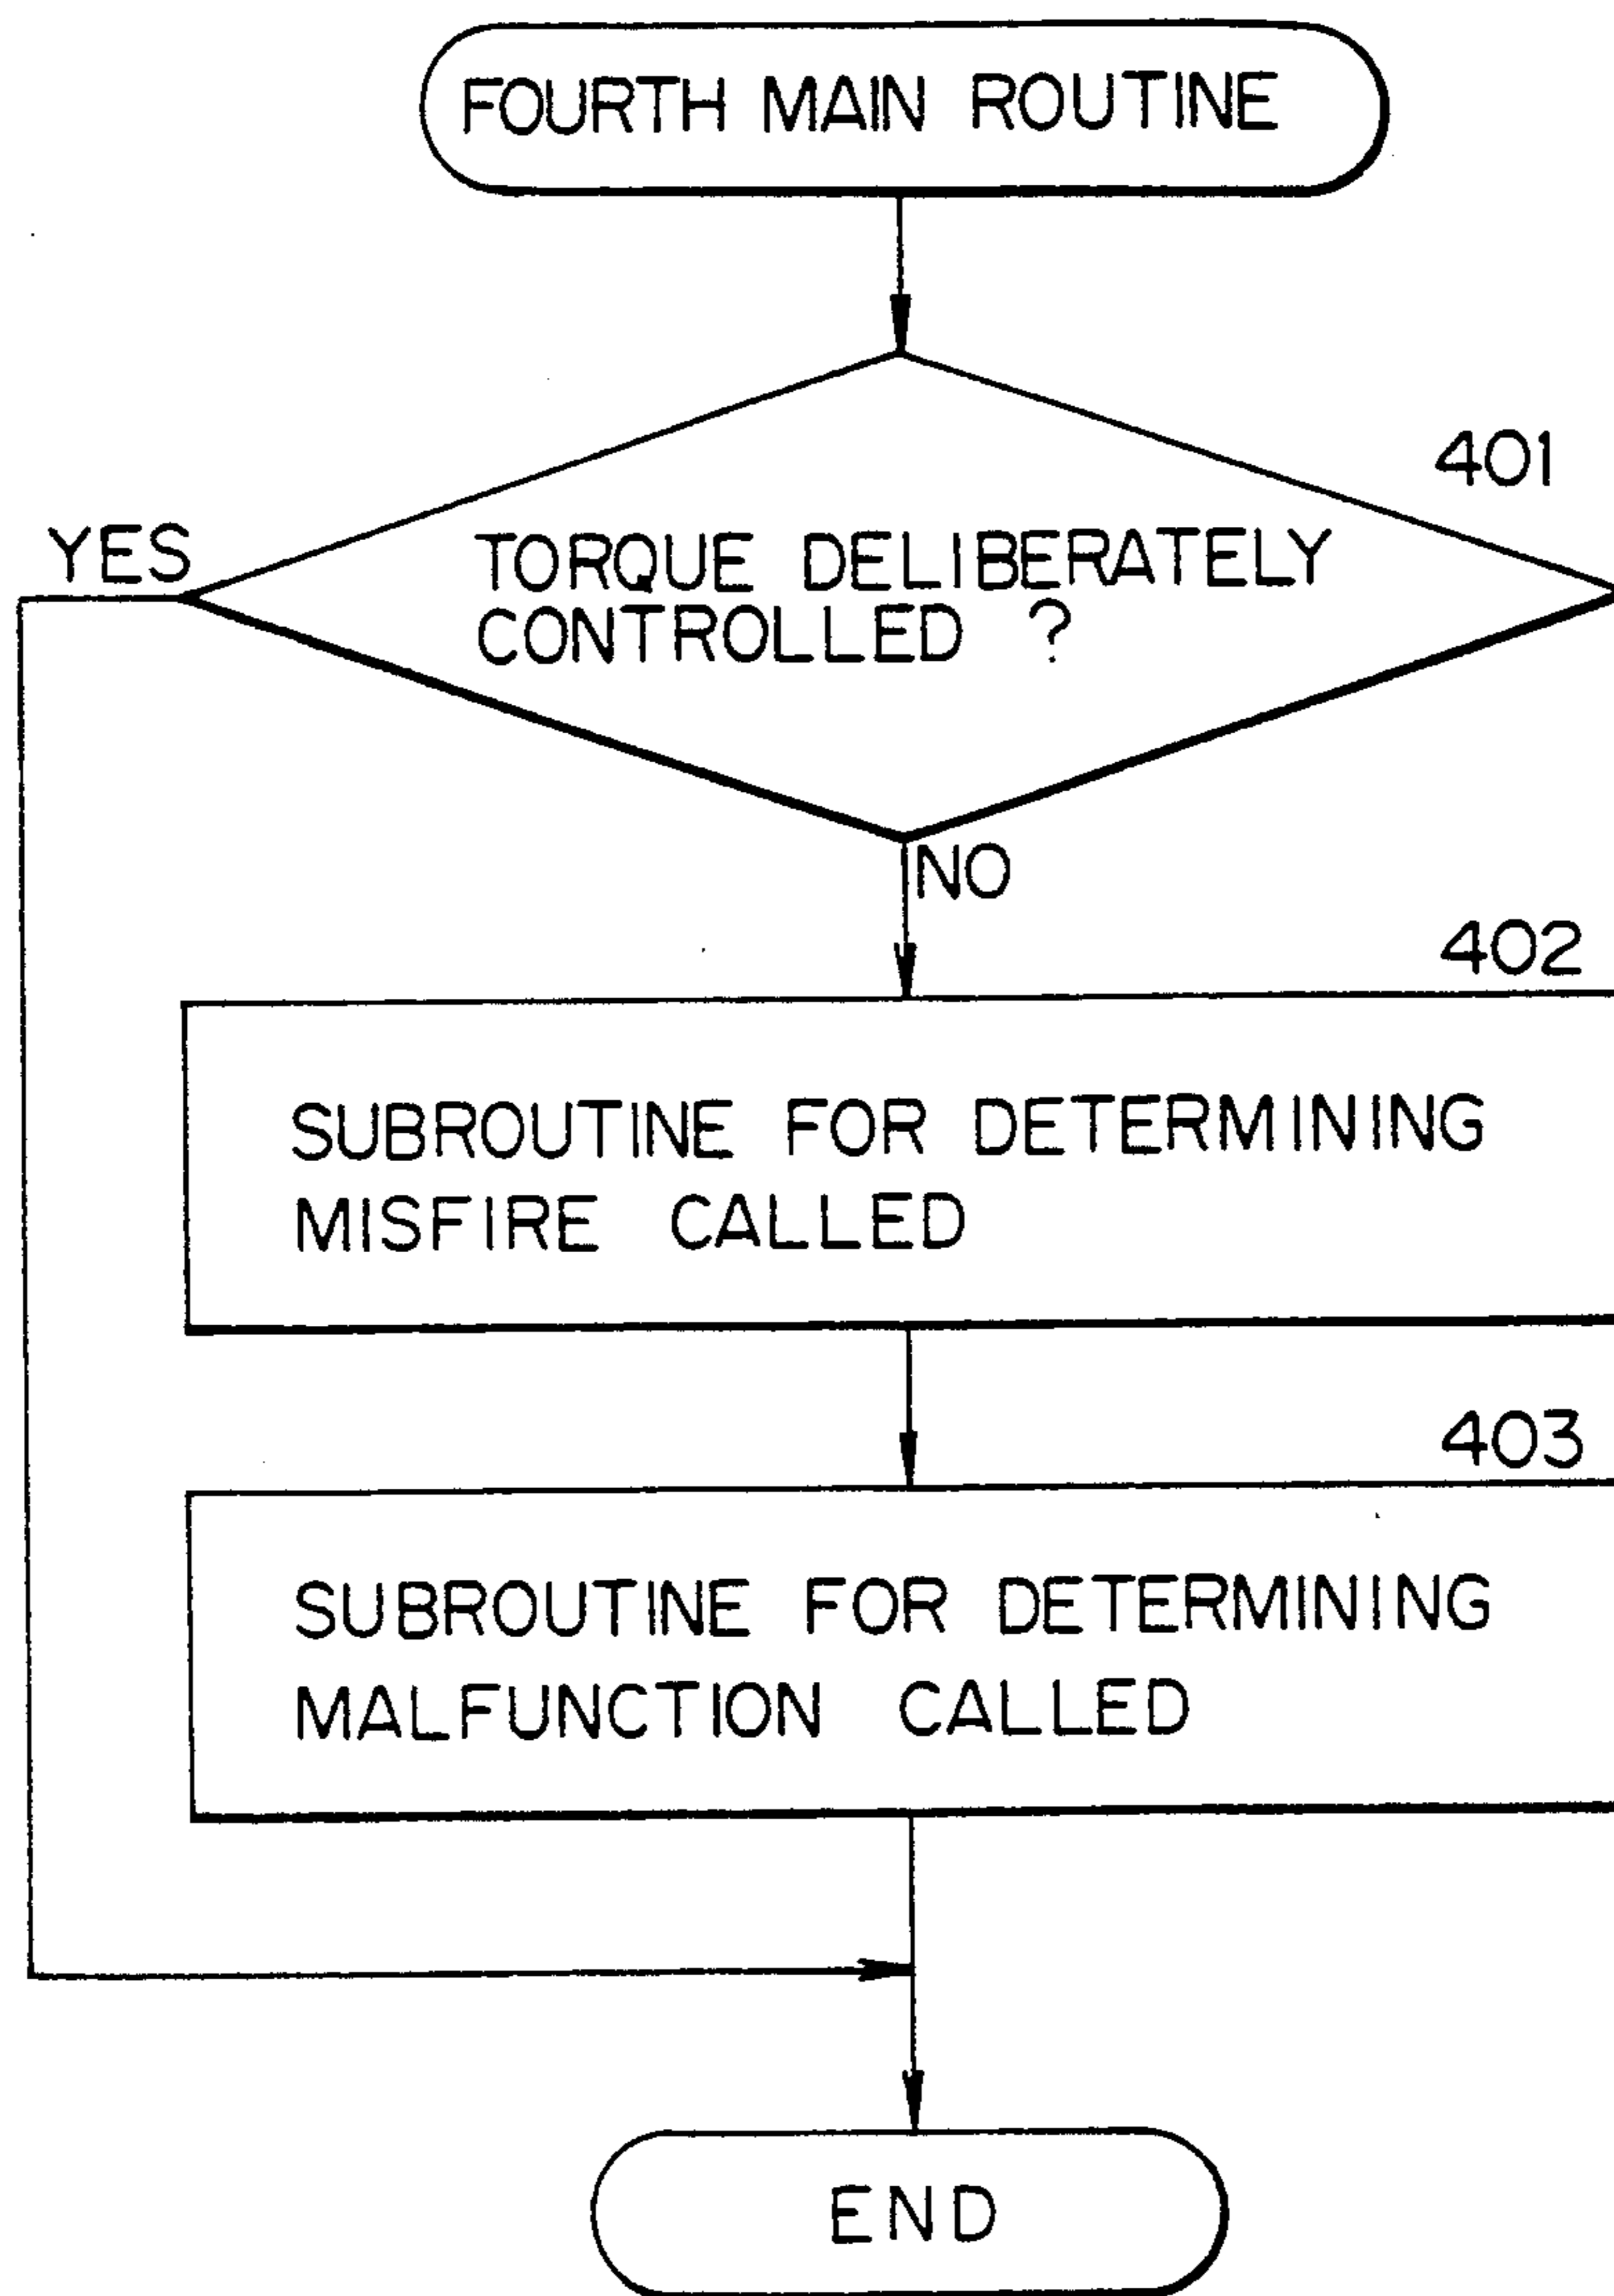 FOURTH MAIN ROUTINE
401
YES
TORQUE DELIBERATELY
CONTROLLED ?
NO
402
SUBROUTINE FOR DETERMINING
MISFIRE CALLED
403
SUBROUTINE FOR DETERMINING
MALFUNCTION CALLED
END